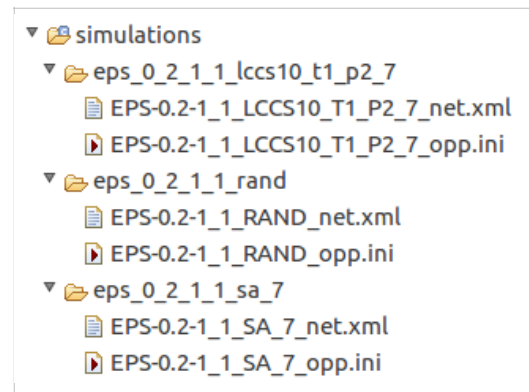 simulations
eps_0_2_1_1_lccs10_t1_p2_7
EPS-0.2-1_1_LCCS10_T1_P2_7_net.xml
EPS-0.2-1_1_LCCS10_T1_P2_7_opp.ini
eps_0_2_1_1_rand
EPS-0.2-1_1_RAND_net.xml
EPS-0.2-1_1_RAND_opp.ini
eps_0_2_1_1_sa_7
EPS-0.2-1_1_SA_7_net.xml
EPS-0.2-1_1_SA_7_opp.ini